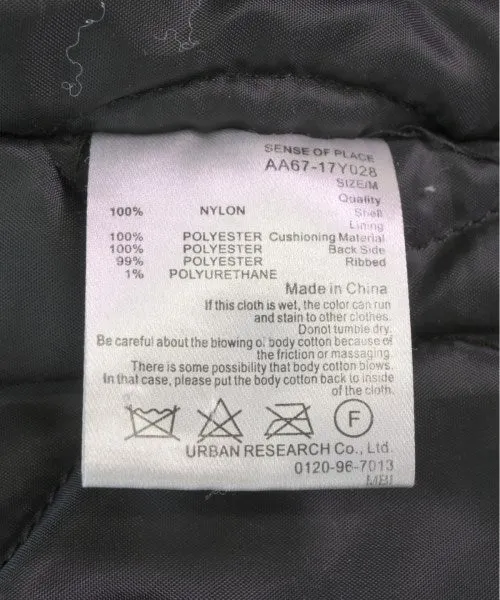 SENSE OF PLACE
AA67-17Y028
SIZE/M
Quality
100% NYLON Shell
Lining
100% POLYESTER Cushioning Material
100% POLYESTER Back Side
99% POLYESTER Ribbed
1% POLYURETHANE
Made in China
If this cloth is wet, the color can run
and stain to other clothes.
Donot tumble dry.
Be careful about the blowing of body cotton because of
the friction or massaging.
There is some possibility that body cotton blows.
In that case, please put the body cotton back to inside
of the cloth.
F
URBAN RESEARCH Co., Ltd.
0120-96-7013
MB1